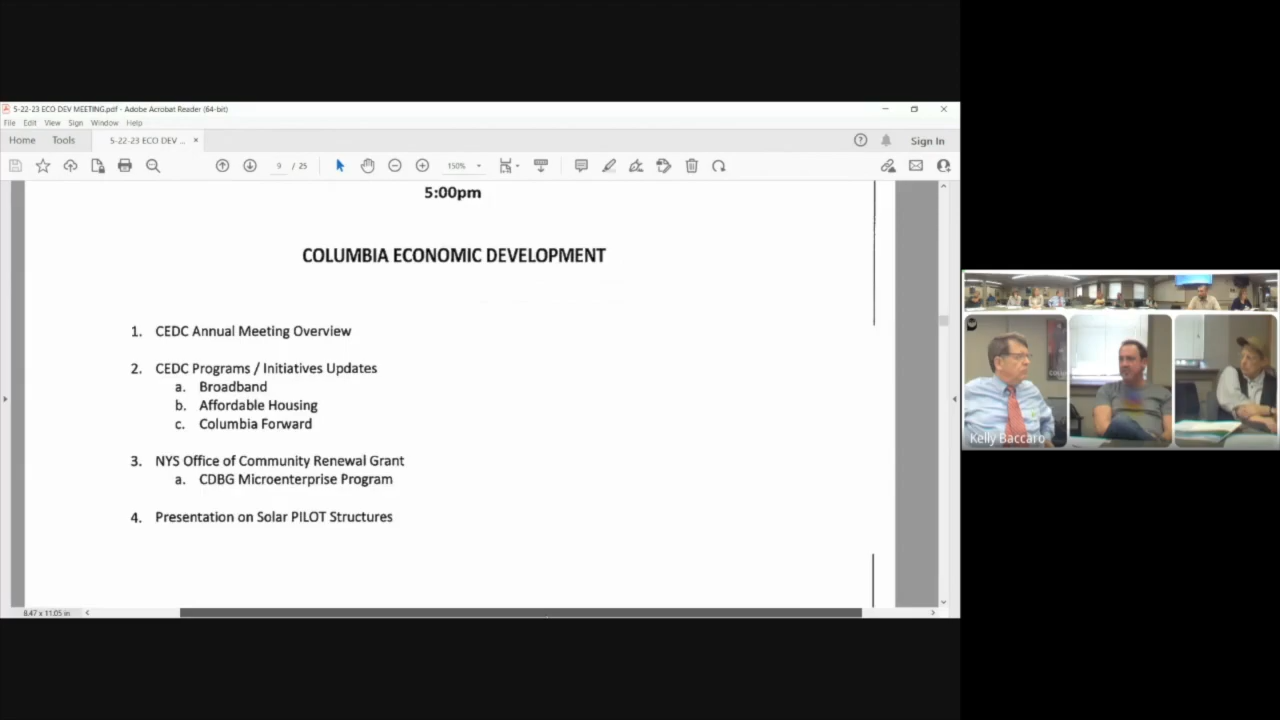 5-22-23 ECO DEV MEETING.pdf - Adobe Acrobat Reader (64-bit)
File Edit View Sign Window Help
Home Tools 5-22-23 ECO DEV ... × Sign In
9 / 25 150%
5:00pm
COLUMBIA ECONOMIC DEVELOPMENT
1. CEDC Annual Meeting Overview
2. CEDC Programs / Initiatives Updates
a. Broadband
b. Affordable Housing
c. Columbia Forward
3. NYS Office of Community Renewal Grant
a. CDBG Microenterprise Program
4. Presentation on Solar PILOT Structures
8.47 x 11.05 in
Kelly Baccaro